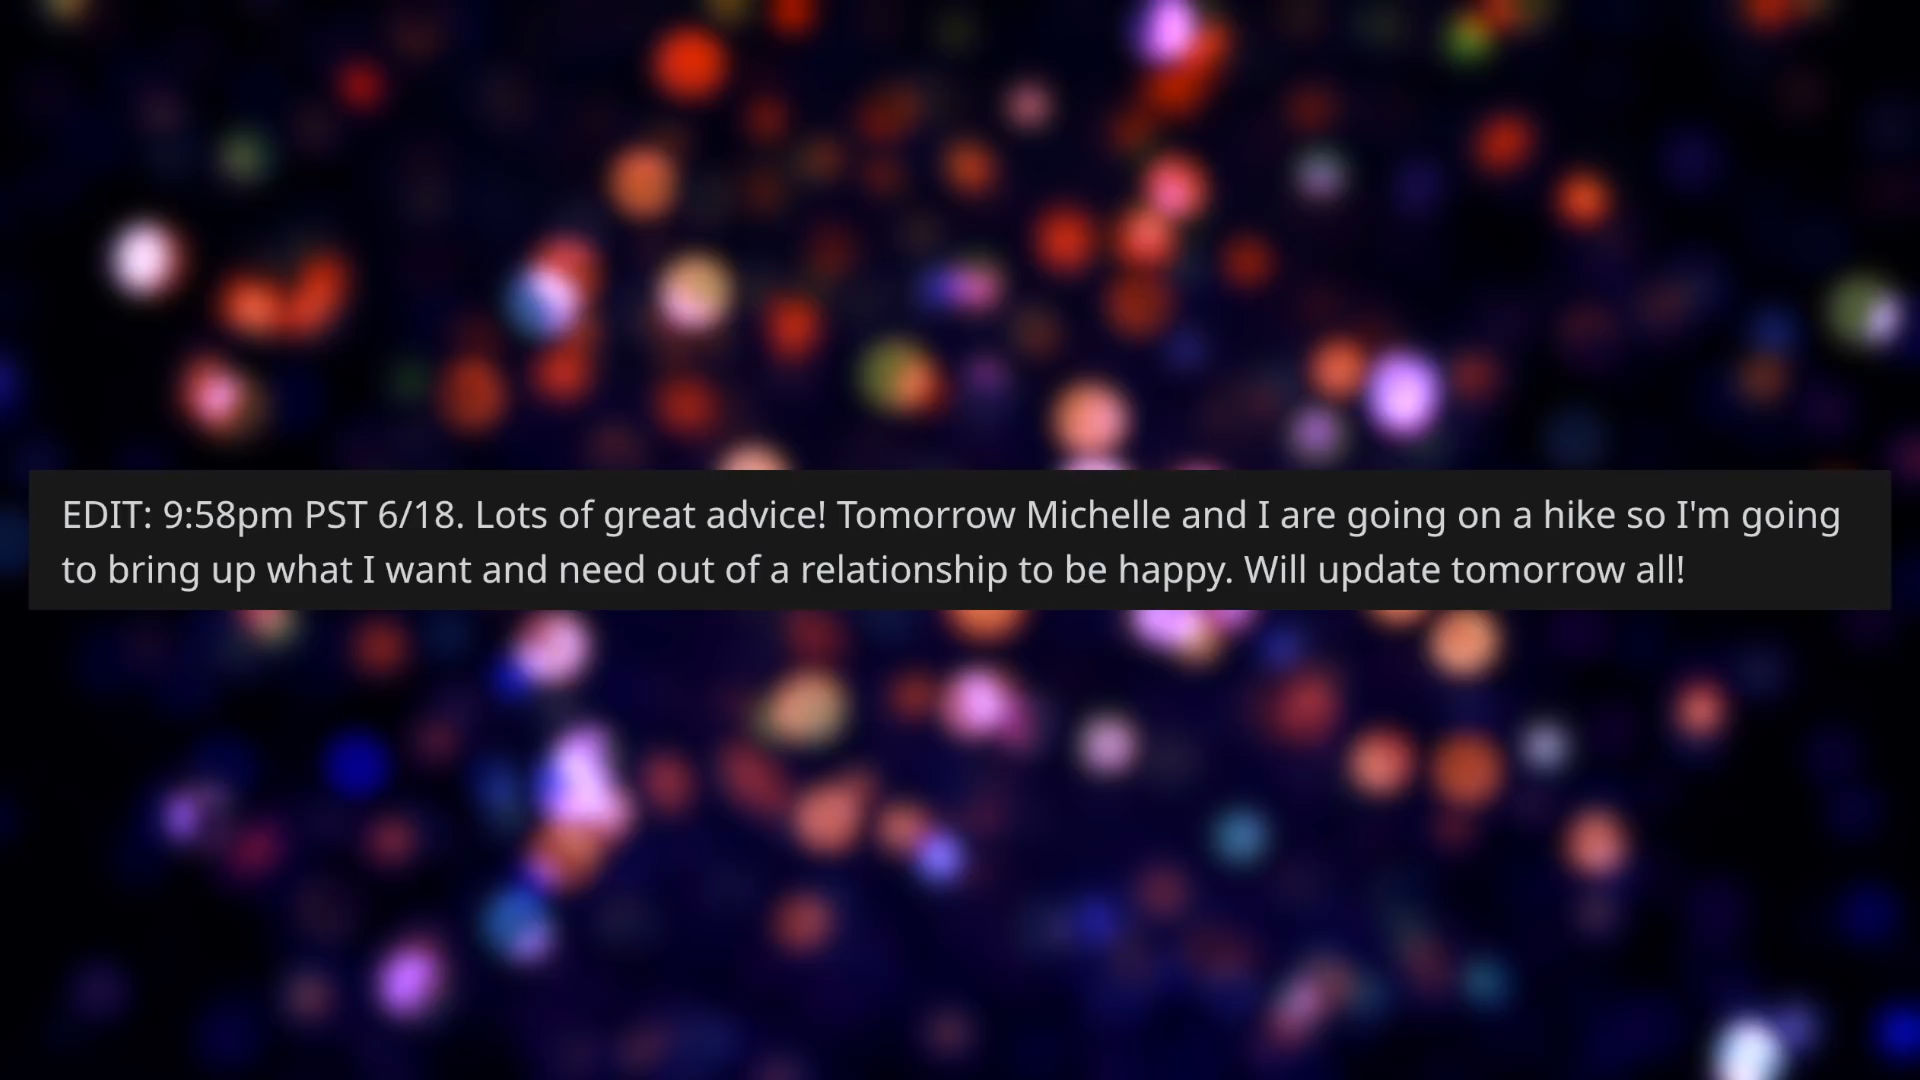 EDIT: 9:58pm PST 6/18. Lots of great advice! Tomorrow Michelle and I are going on a hike so I'm going
to bring up what I want and need out of a relationship to be happy. Will update tomorrow all!